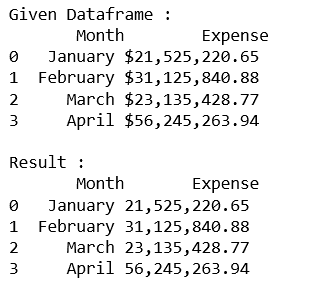 Given Dataframe :
Month Expense
0 January $21,525,220.65
1 February $31,125,840.88
2 March $23,135,428.77
3 April $56,245,263.94
Result :
Month Expense
0 January 21,525,220.65
1 February 31,125,840.88
2 March 23,135,428.77
3 April 56,245,263.94